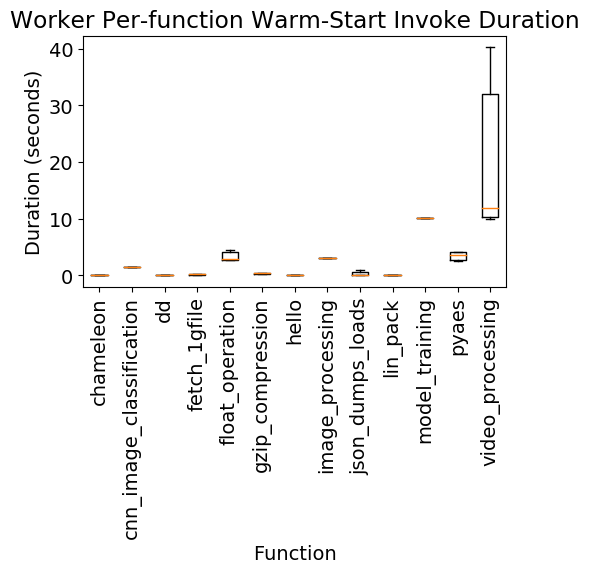 Worker Per-function Warm-Start Invoke Duration
Duration (seconds)
40
30
20
10
0
chameleon
cnn_image_classification
dd
fetch_1gfile
float_operation
gzip_compression
hello
image_processing
json_dumps_loads
lin_pack
model_training
pyaes
video_processing
Function